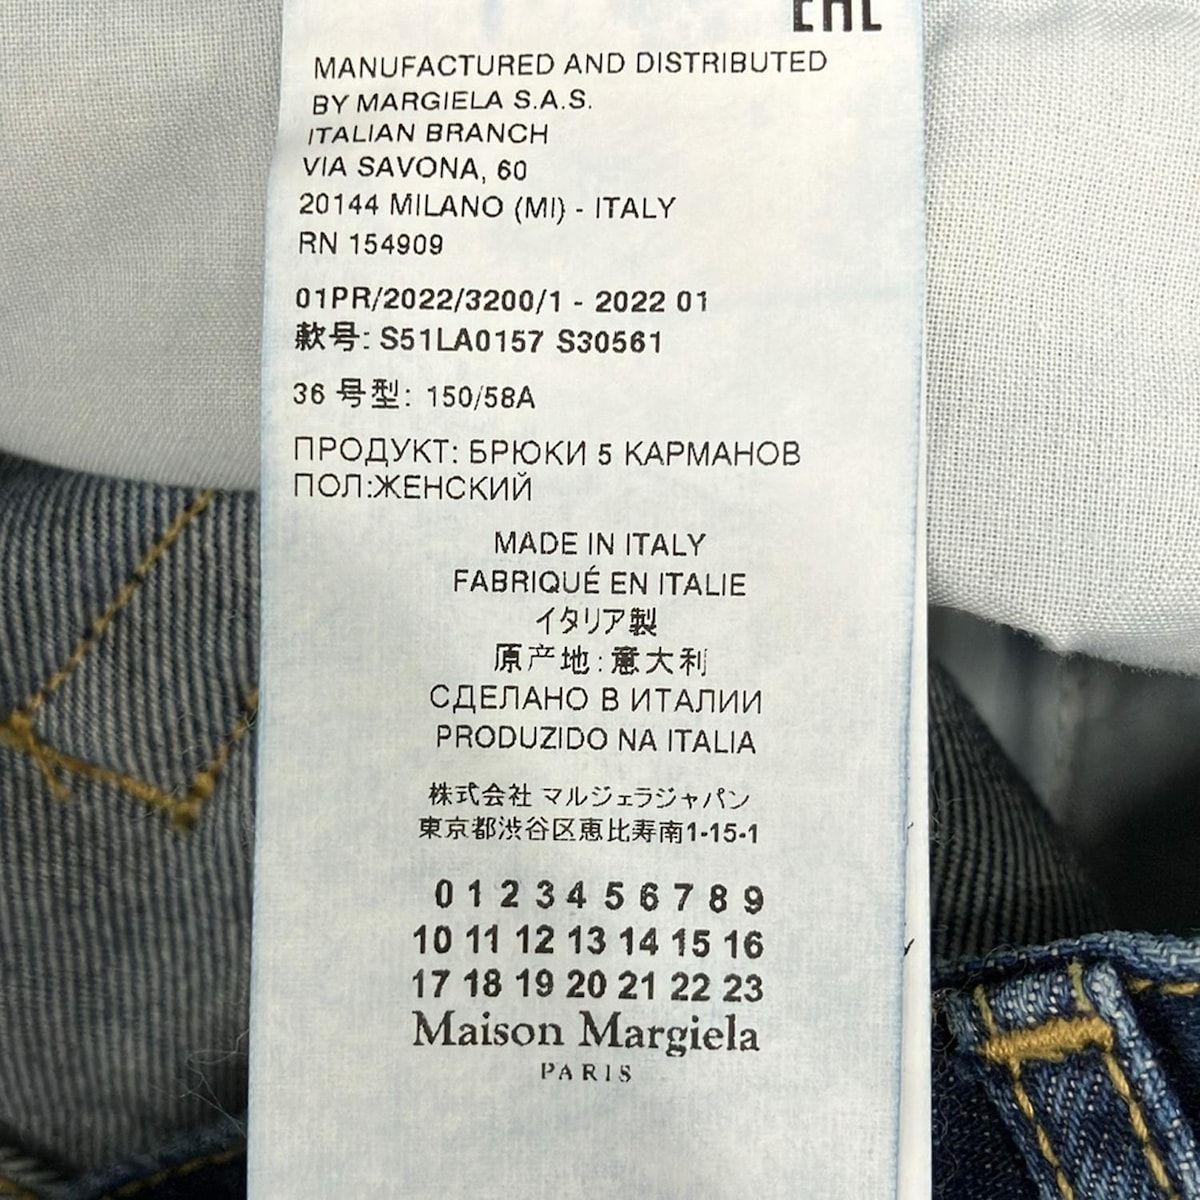 EAC
MANUFACTURED AND DISTRIBUTED
BY MARGIELA S.A.S.
ITALIAN BRANCH
VIA SAVONA, 60
20144 MILANO (MI) - ITALY
RN 154909
01PR/2022/3200/1 - 2022 01
款号: S51LA0157 S30561
36 号型: 150/58A
ПРОДУКТ: БРЮКИ 5 КАРМАНОВ
ПОЛ:ЖЕНСКИЙ
MADE IN ITALY
FABRIQUÉ EN ITALIE
イタリア製
原产地:意大利
СДЕЛАНО В ИТАЛИИ
PRODUZIDO NA ITALIA
株式会社 マルジェラジャパン
東京都渋谷区恵比寿南1-15-1
0 1 2 3 4 5 6 7 8 9
10 11 12 13 14 15 16
17 18 19 20 21 22 23
Maison Margiela
PARIS